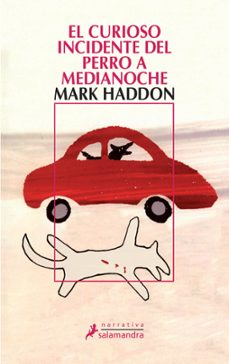 EL CURIOSO
INCIDENTE DEL
PERRO A
MEDIANOCHE
MARK HADDON
narrativa
salamandra